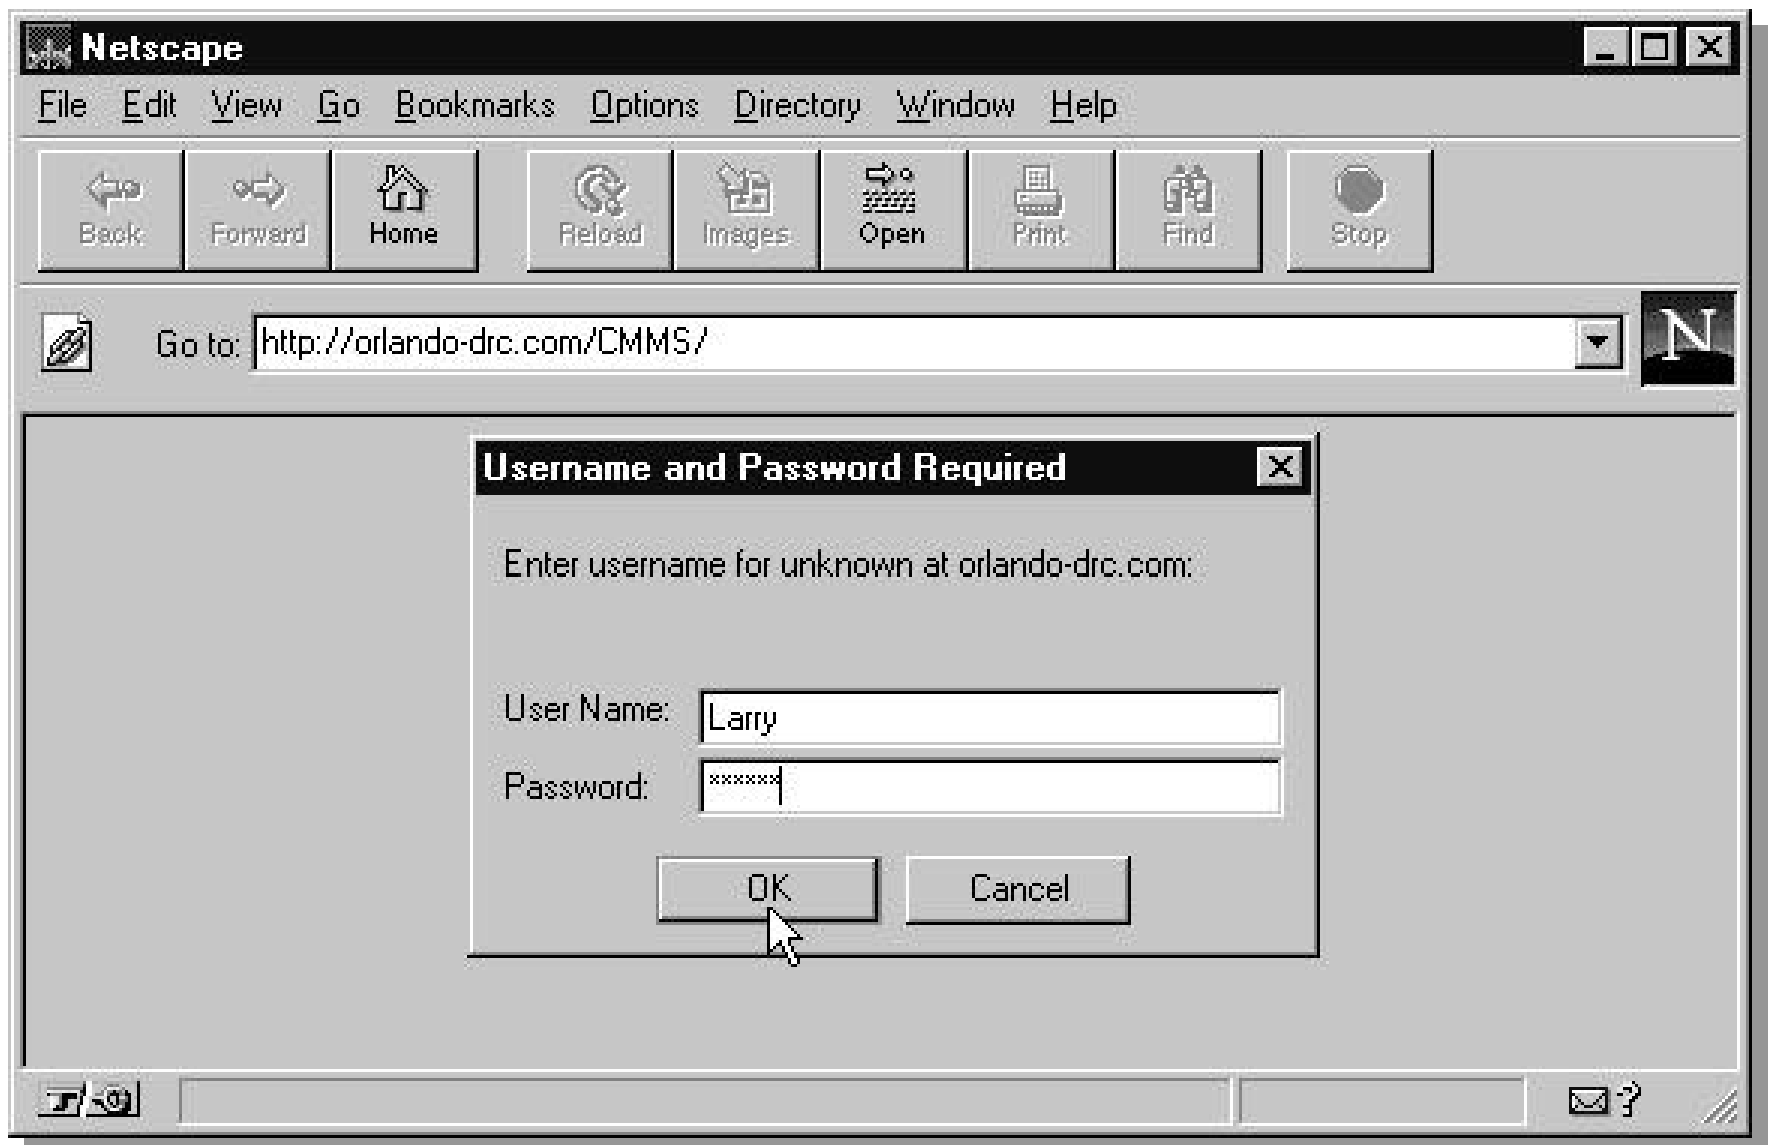 Netscape
File Edit View Go Bookmarks Options Directory Window Help
Back Forward Home Reload Images Open Print Find Stop
Go to: http://orlando-drc.com/CMMS/
N
Username and Password Required
Enter username for unknown at orlando-drc.com:
User Name: Larry
Password: ******
OK Cancel
?